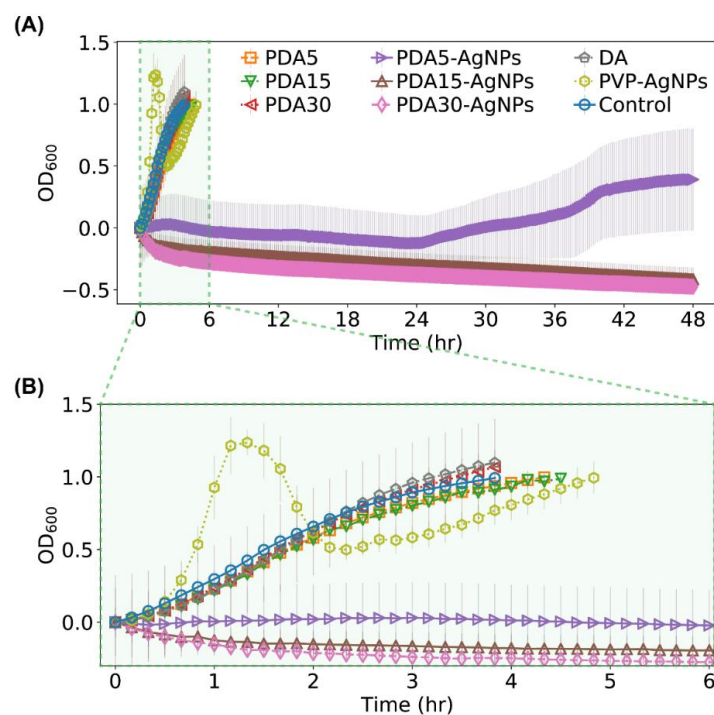 (A)
1.5
1.0
0.5
0.0
−0.5
OD600
PDA5
PDA15
PDA30
PDA5-AgNPs
PDA15-AgNPs
PDA30-AgNPs
DA
PVP-AgNPs
Control
0 6 12 18 24 30 36 42 48
Time (hr)
(B)
1.5
1.0
0.5
0.0
OD600
0 1 2 3 4 5 6
Time (hr)